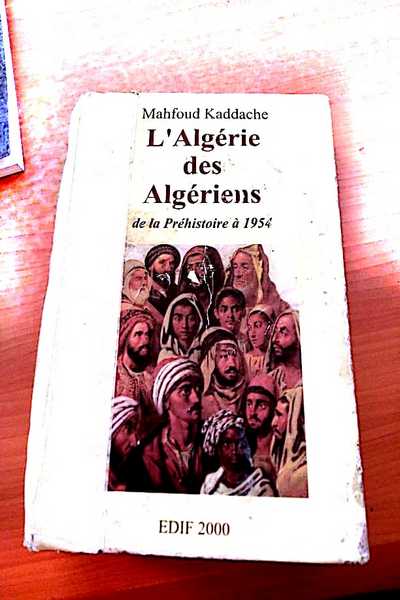 Mahfoud Kaddache
L'Algérie
des
Algériens
de la Préhistoire à 1954
EDIF 2000